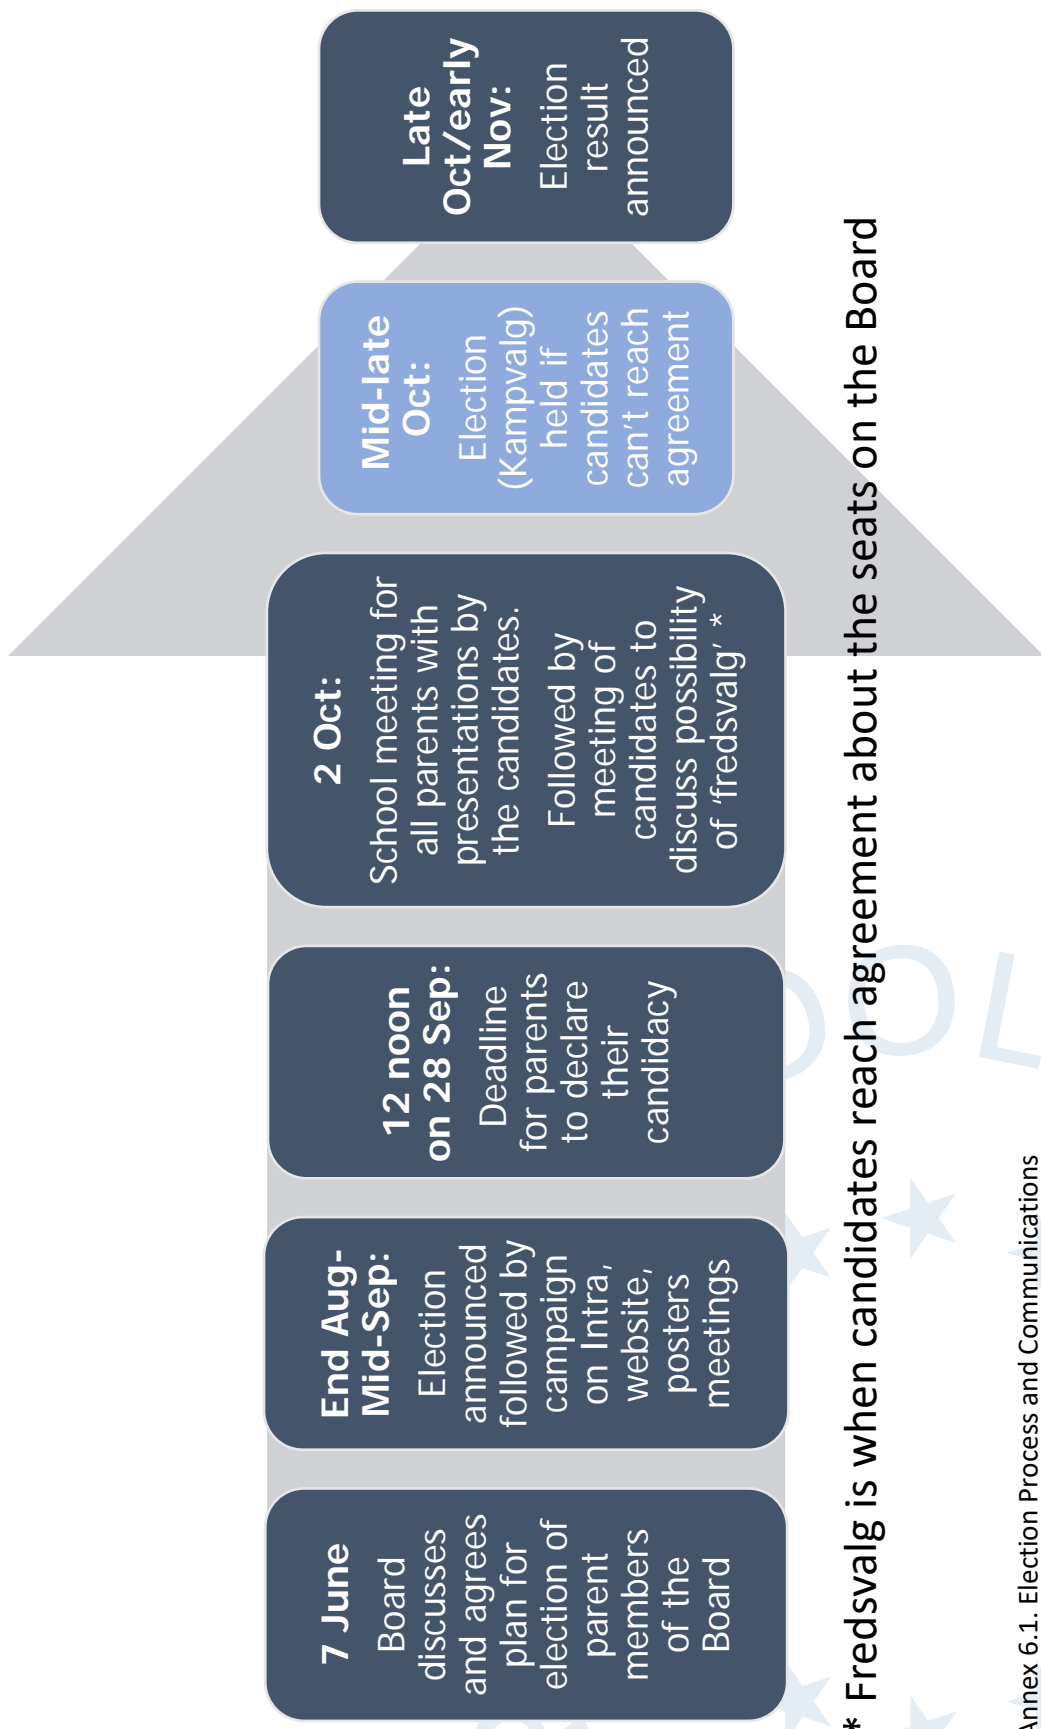 7 June
Board
discusses
and agrees
plan for
election of
parent
members
of the
Board
End Aug-
Mid-Sep:
Election
announced
followed by
campaign
on Intra,
website,
posters
meetings
12 noon
on 28 Sep:
Deadline
for parents
to declare
their
candidacy
2 Oct:
School meeting for
all parents with
presentations by
the candidates.
Followed by
meeting of
candidates to
discuss possibility
of ‘fredsvalg’ *
Mid-late
Oct:
Election
(Kampvalg)
held if
candidates
can’t reach
agreement
Late
Oct/early
Nov:
Election
result
announced
* Fredsvalg is when candidates reach agreement about the seats on the Board
Annex 6.1. Election Process and Communications